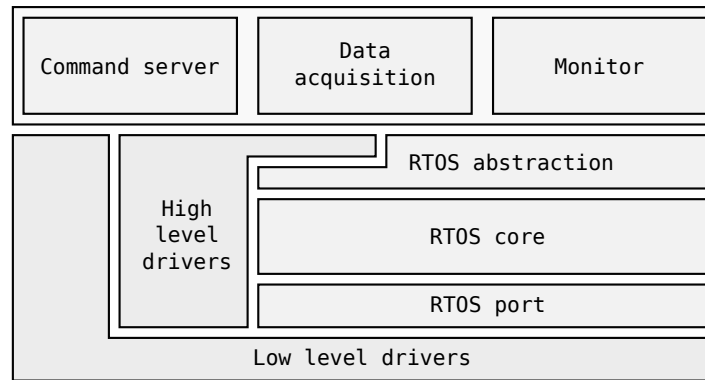 Command server
Data
acquisition
Monitor
RTOS abstraction
High
level
drivers
RTOS core
RTOS port
Low level drivers